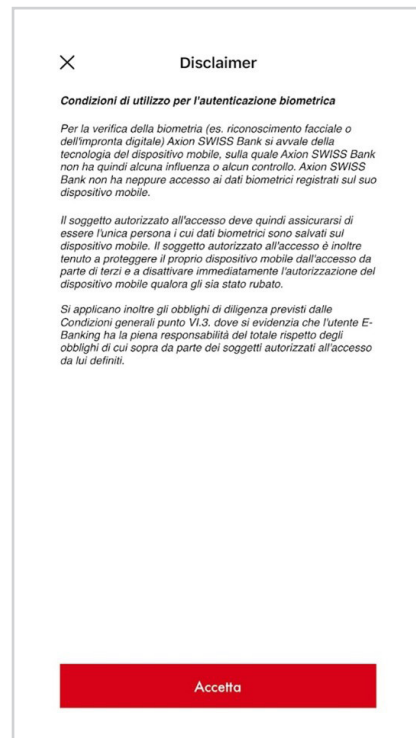 Disclaimer
Condizioni di utilizzo per l'autenticazione biometrica
Per la verifica della biometria (es. riconoscimento facciale o
dell'impronta digitale) Axion SWISS Bank si avvale della
tecnologia del dispositivo mobile, sulla quale Axion SWISS Bank
non ha quindi alcuna influenza o alcun controllo. Axion SWISS
Bank non ha neppure accesso ai dati biometrici registrati sul suo
dispositivo mobile.
Il soggetto autorizzato all'accesso deve quindi assicurarsi di
essere l'unica persona i cui dati biometrici sono salvati sul
dispositivo mobile. Il soggetto autorizzato all'accesso è inoltre
tenuto a proteggere il proprio dispositivo mobile dall'accesso da
parte di terzi e a disattivare immediatamente l'autorizzazione del
dispositivo mobile qualora gli sia stato rubato.
Si applicano inoltre gli obblighi di diligenza previsti dalle
Condizioni generali punto VI.3. dove si evidenzia che l'utente E-
Banking ha la piena responsabilità del totale rispetto degli
obblighi di cui sopra da parte dei soggetti autorizzati all'accesso
da lui definiti.
Accetta